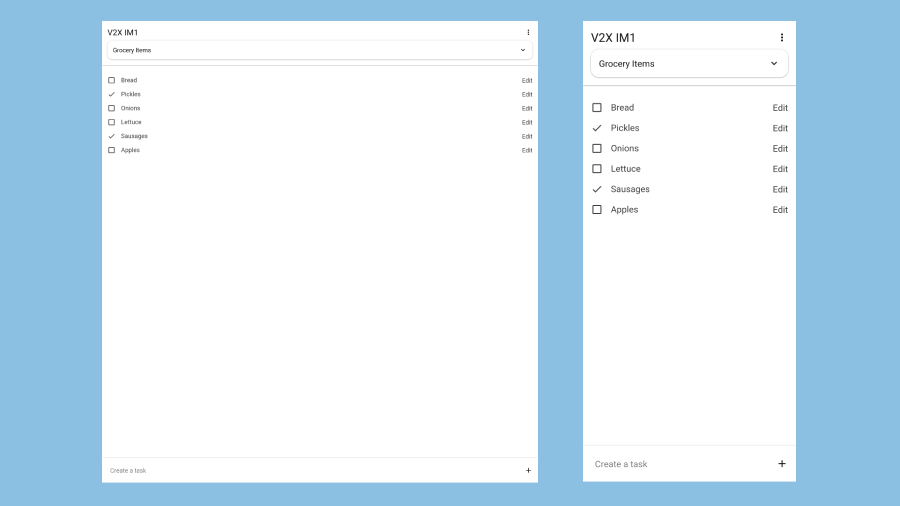 V2X IM1
Grocery Items
Bread Edit
Pickles Edit
Onions Edit
Lettuce Edit
Sausages Edit
Apples Edit
Create a task
V2X IM1
Grocery Items
Bread Edit
Pickles Edit
Onions Edit
Lettuce Edit
Sausages Edit
Apples Edit
Create a task